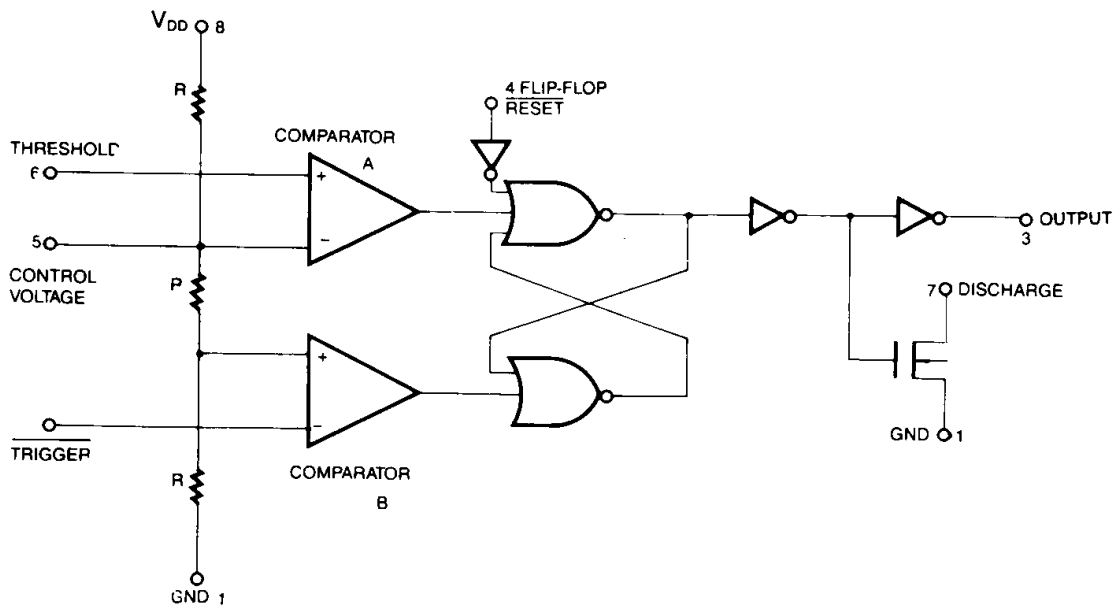 VDD 8
R
4 FLIP-FLOP
RESET
COMPARATOR
A
THRESHOLD
6
+
−
5
CONTROL
VOLTAGE
P
OUTPUT
3
7 DISCHARGE
+
−
TRIGGER
GND 1
COMPARATOR
B
R
GND 1